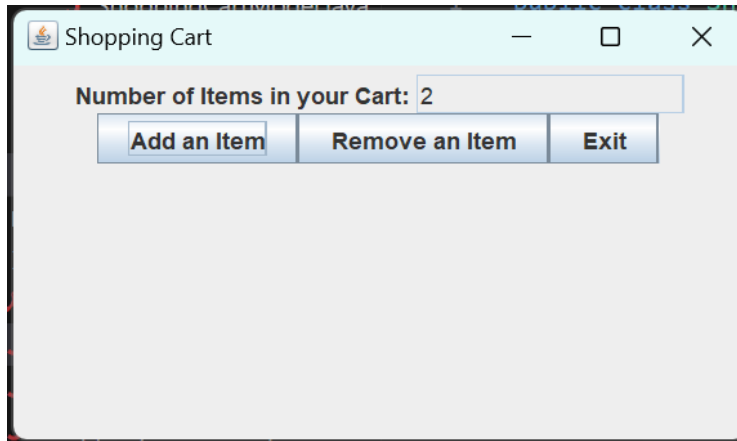 Shopping Cart
Number of Items in your Cart: 2
Add an Item Remove an Item Exit